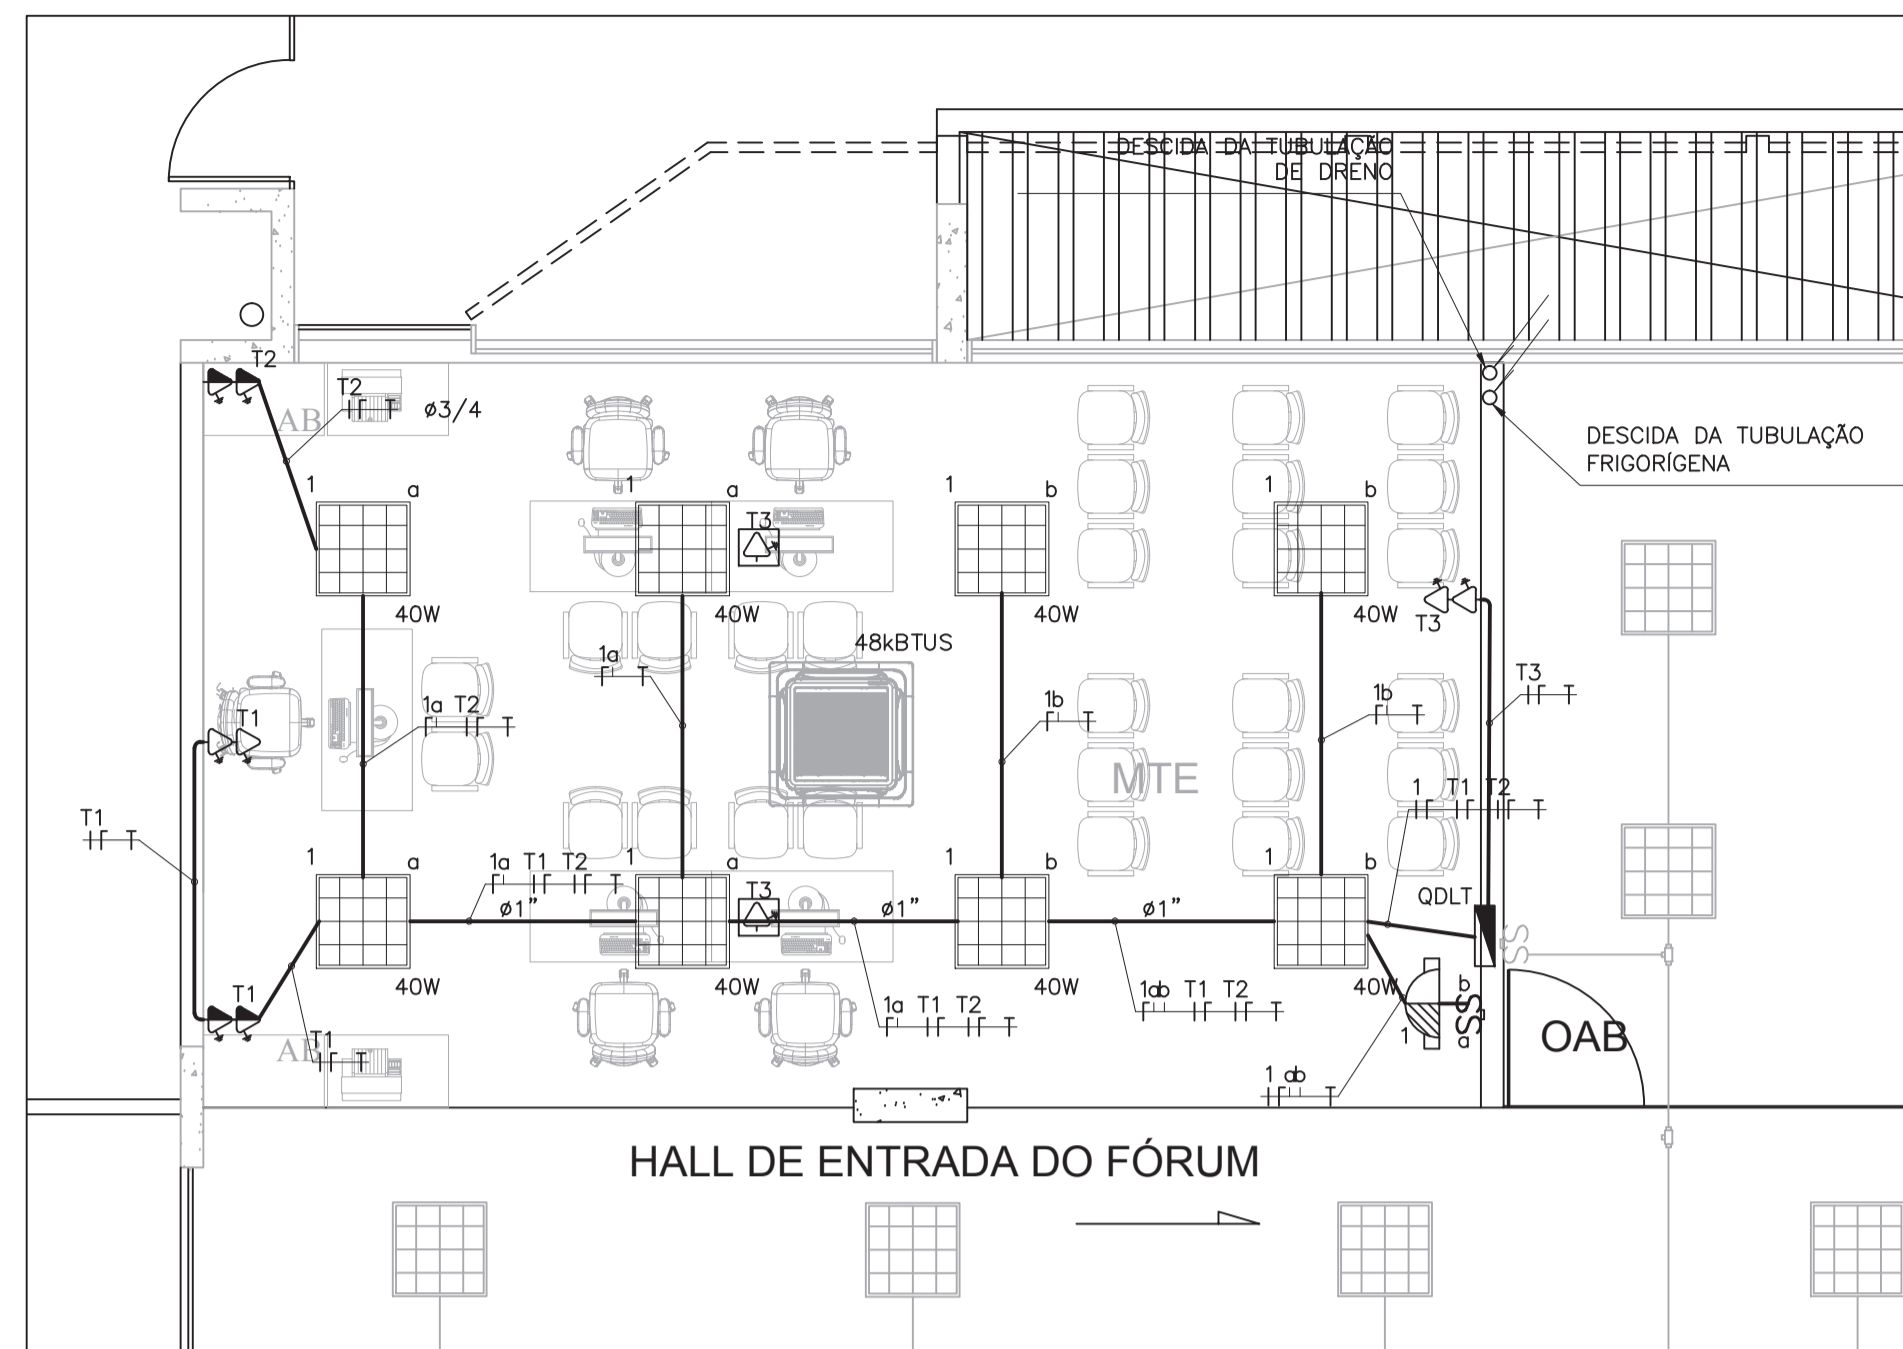 DESCIDA DA TUBULAÇÃO
DE DRENO
T2
T2
ø3/4
AB
DESCIDA DA TUBULAÇÃO
FRIGORÍGENA
1 a
1 a
1 b
1 b
T3
40W
40W
40W
40W
T3
48kBTUS
1a
T3
1a T2
T1
1b
1b
MTE
1 T1 T2
T1
1 a
1a T1 T2
1 a
1 b
1 b
QDLT
T3
ø1"
ø1"
ø1"
SS
40W
40W
40W
40W
T1
1a T1 T2
1ab T1 T2
b
SS
1
a
OAB
AB
T1
1 ab
HALL DE ENTRADA DO FÓRUM